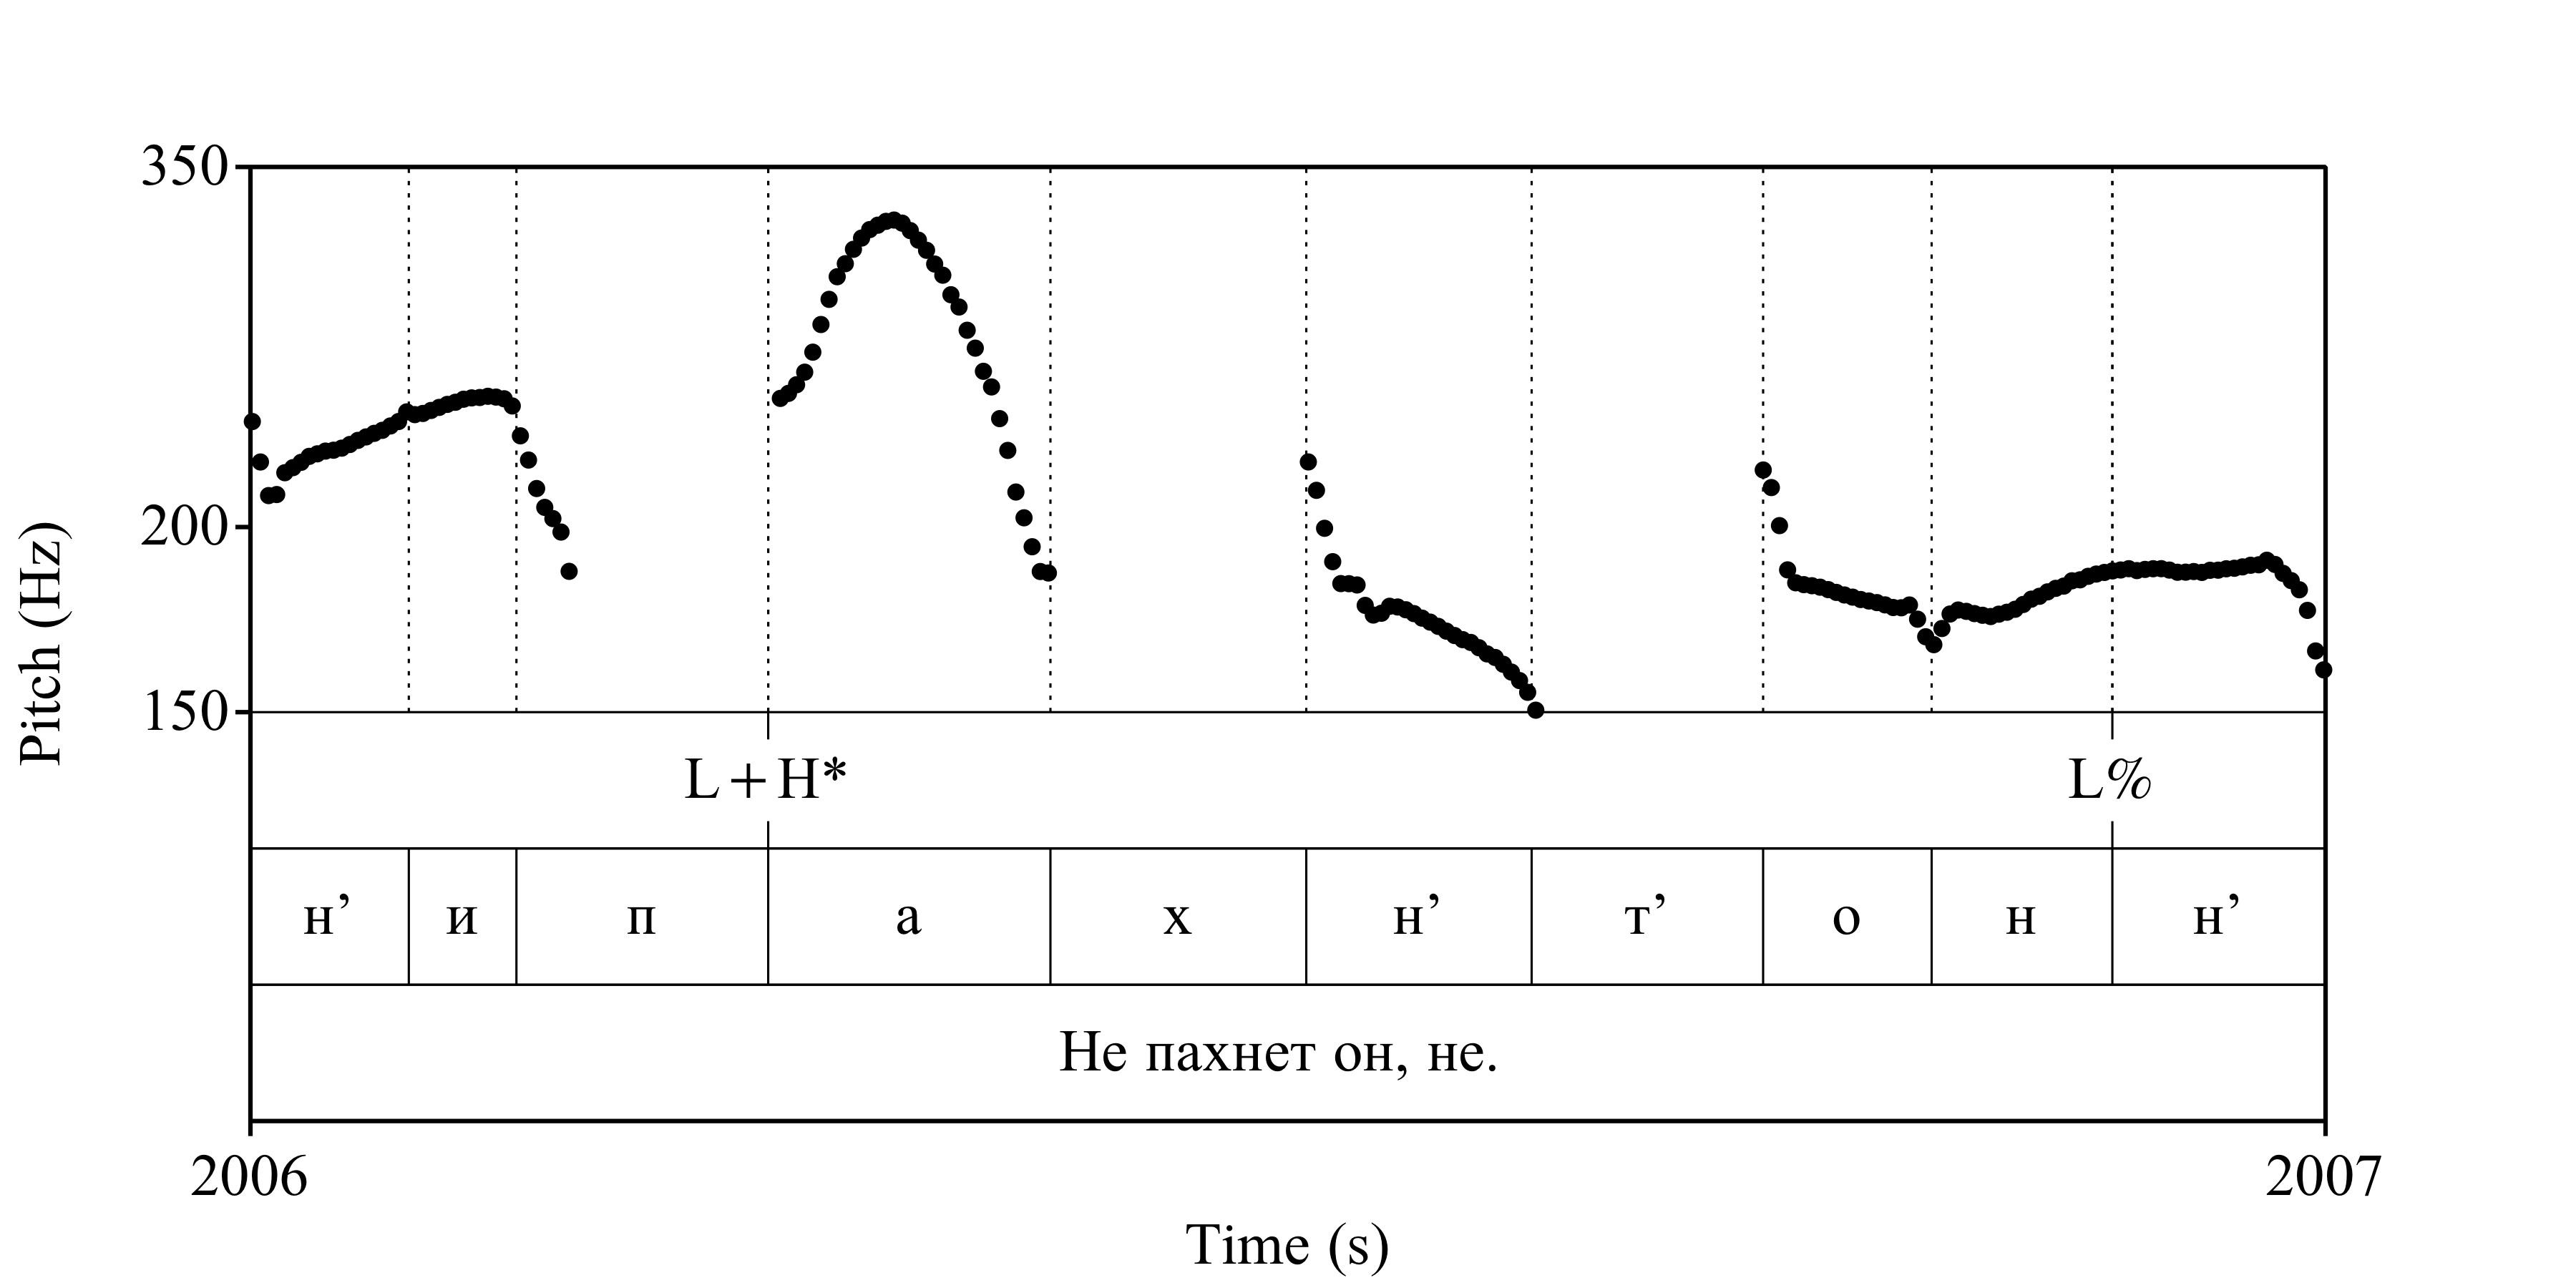 350
200
150
Pitch (Hz)
L+H* L%
н’ и п а х н’ т’ о н н’
Не пахнет он, не.
2006 2007
Time (s)